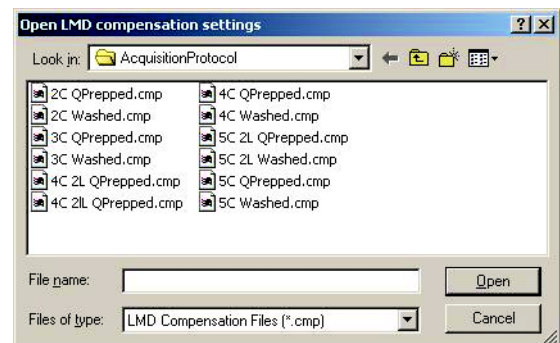 Open LMD compensation settings
Look in: AcquisitionProtocol
2C QPrepped.cmp
2C Washed.cmp
3C QPrepped.cmp
3C Washed.cmp
4C 2L QPrepped.cmp
4C 2lL QPrepped.cmp
4C QPrepped.cmp
4C Washed.cmp
5C 2L QPrepped.cmp
5C 2L Washed.cmp
5C QPrepped.cmp
5C Washed.cmp
File name:
Open
Files of type: LMD Compensation Files (*.cmp)
Cancel